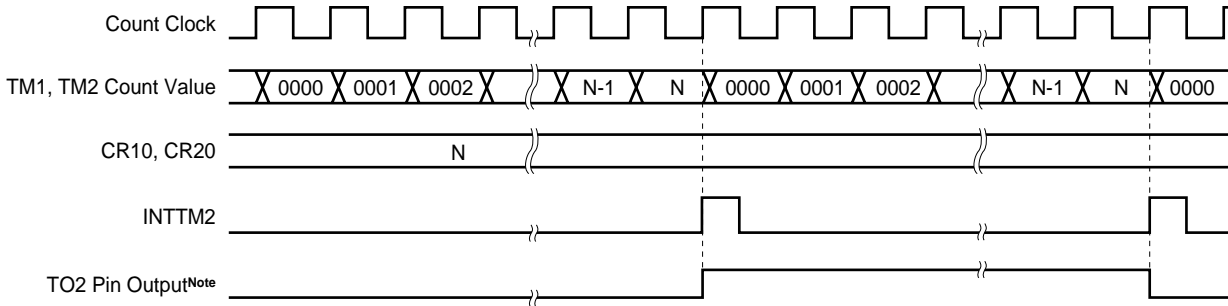 Count Clock
TM1, TM2 Count Value 0000 0001 0002 N-1 N 0000 0001 0002 N-1 N 0000
CR10, CR20 N
INTTM2
TO2 Pin OutputNote